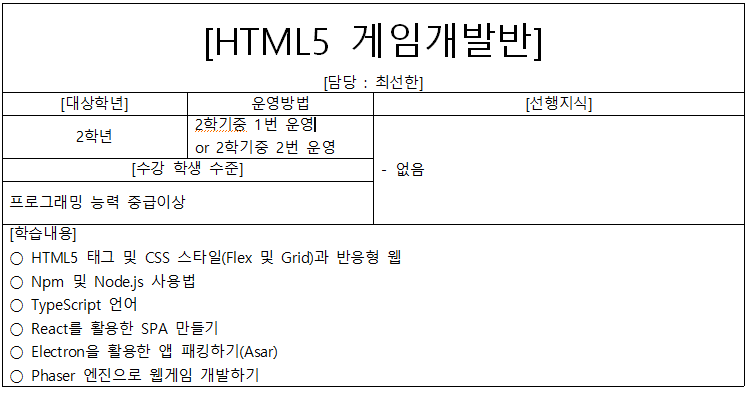 [HTML5 게임개발반]
[담당 : 최선한]
[대상학년]
운영방법
[선행지식]
2학년
2학기중 1번 운영
or 2학기중 2번 운영
- 없음
[수강 학생 수준]
프로그래밍 능력 중급이상
[학습내용]
○ HTML5 태그 및 CSS 스타일(Flex 및 Grid)과 반응형 웹
○ Npm 및 Node.js 사용법
○ TypeScript 언어
○ React를 활용한 SPA 만들기
○ Electron을 활용한 앱 패킹하기(Asar)
○ Phaser 엔진으로 웹게임 개발하기